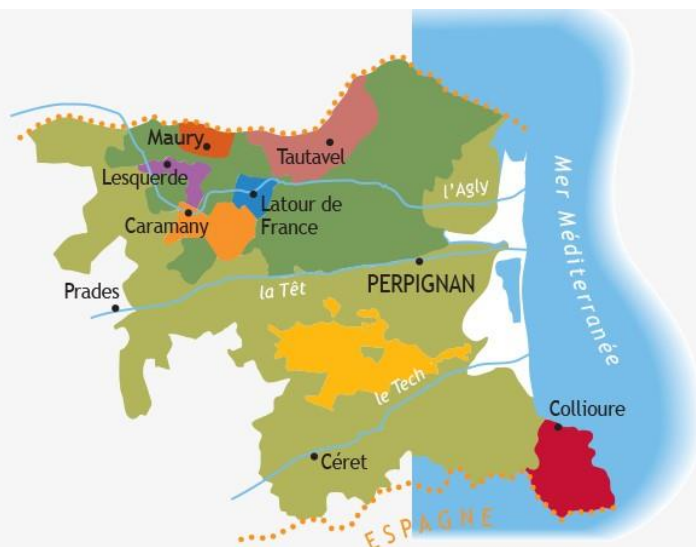 Maury
Tautavel
Lesquerde
l'Agly
Latour de
France
Caramany
Mer Méditerranée
Prades
la Têt
PERPIGNAN
le Tech
Collioure
Céret
ESPAGNE